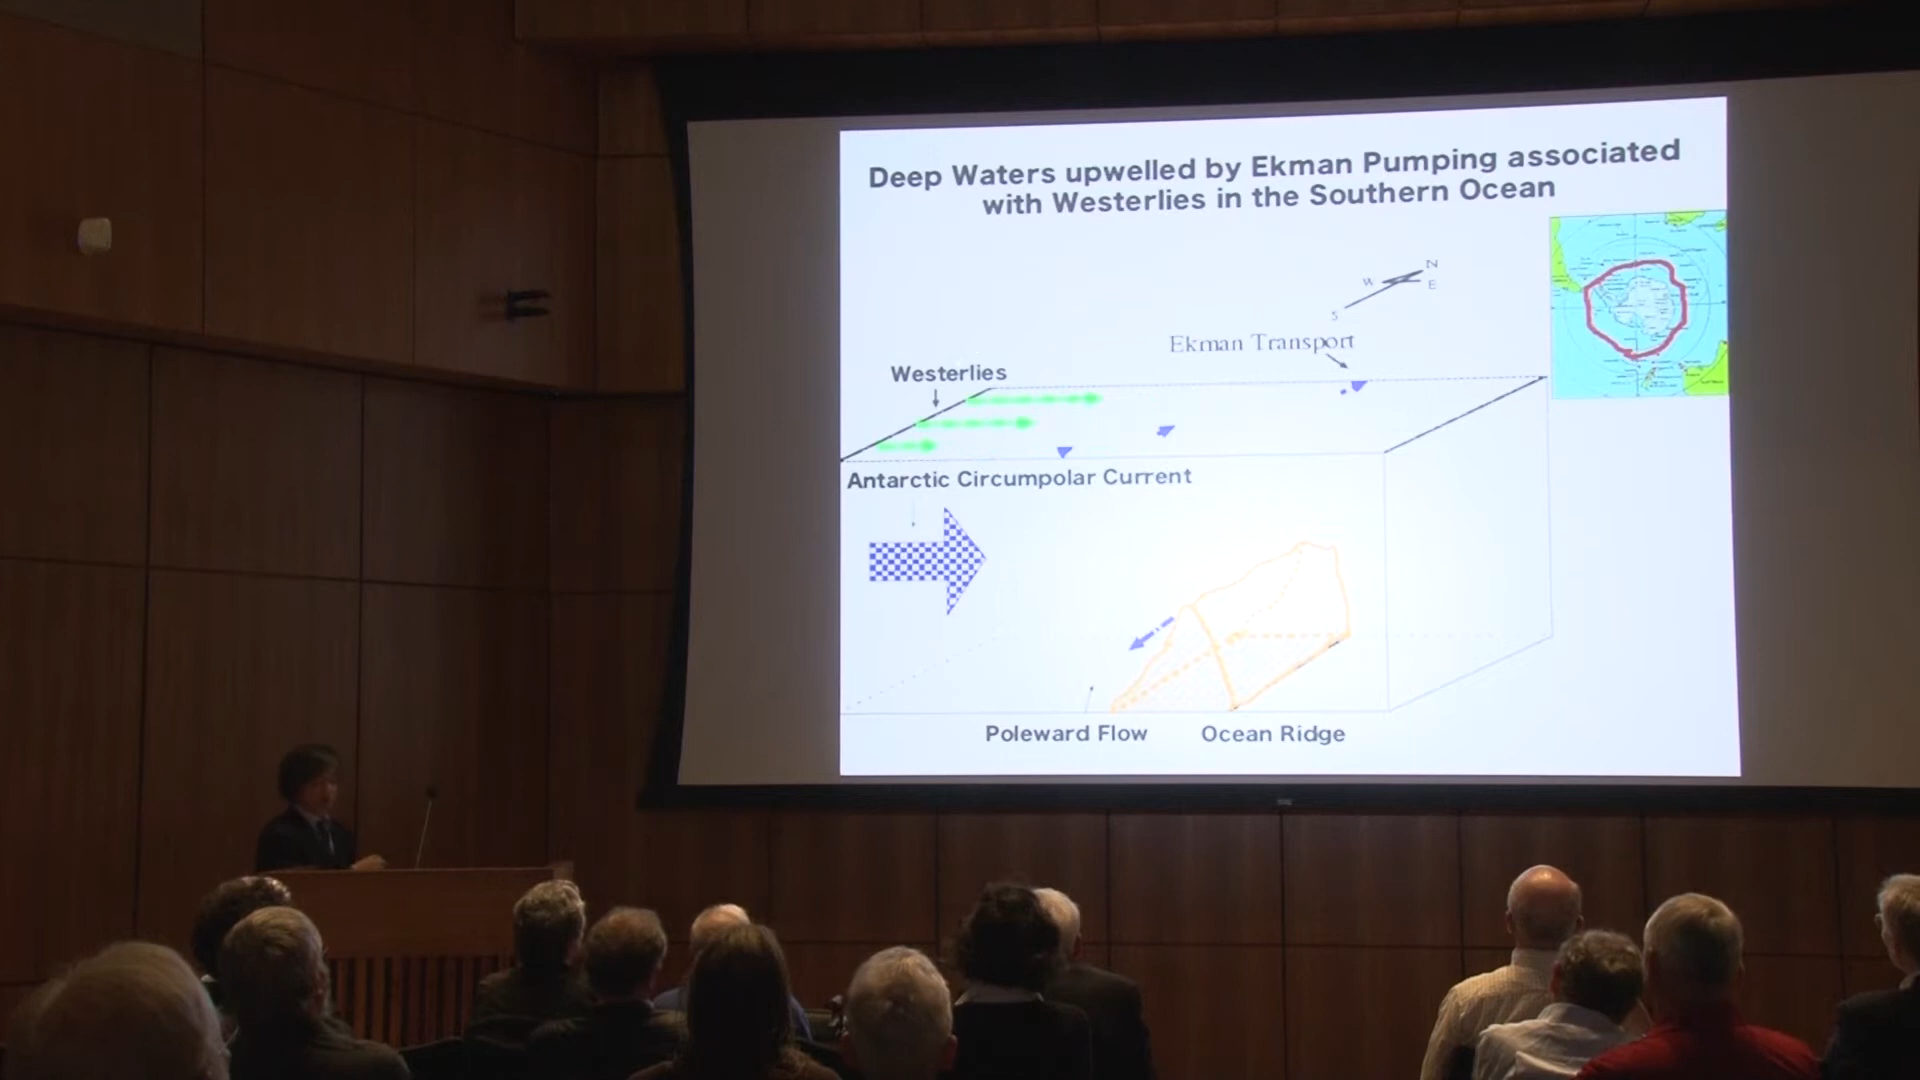 Deep Waters upwelled by Ekman Pumping associated
with Westerlies in the Southern Ocean
N
W
E
S
Ekman Transport
Westerlies
Antarctic Circumpolar Current
Poleward Flow
Ocean Ridge